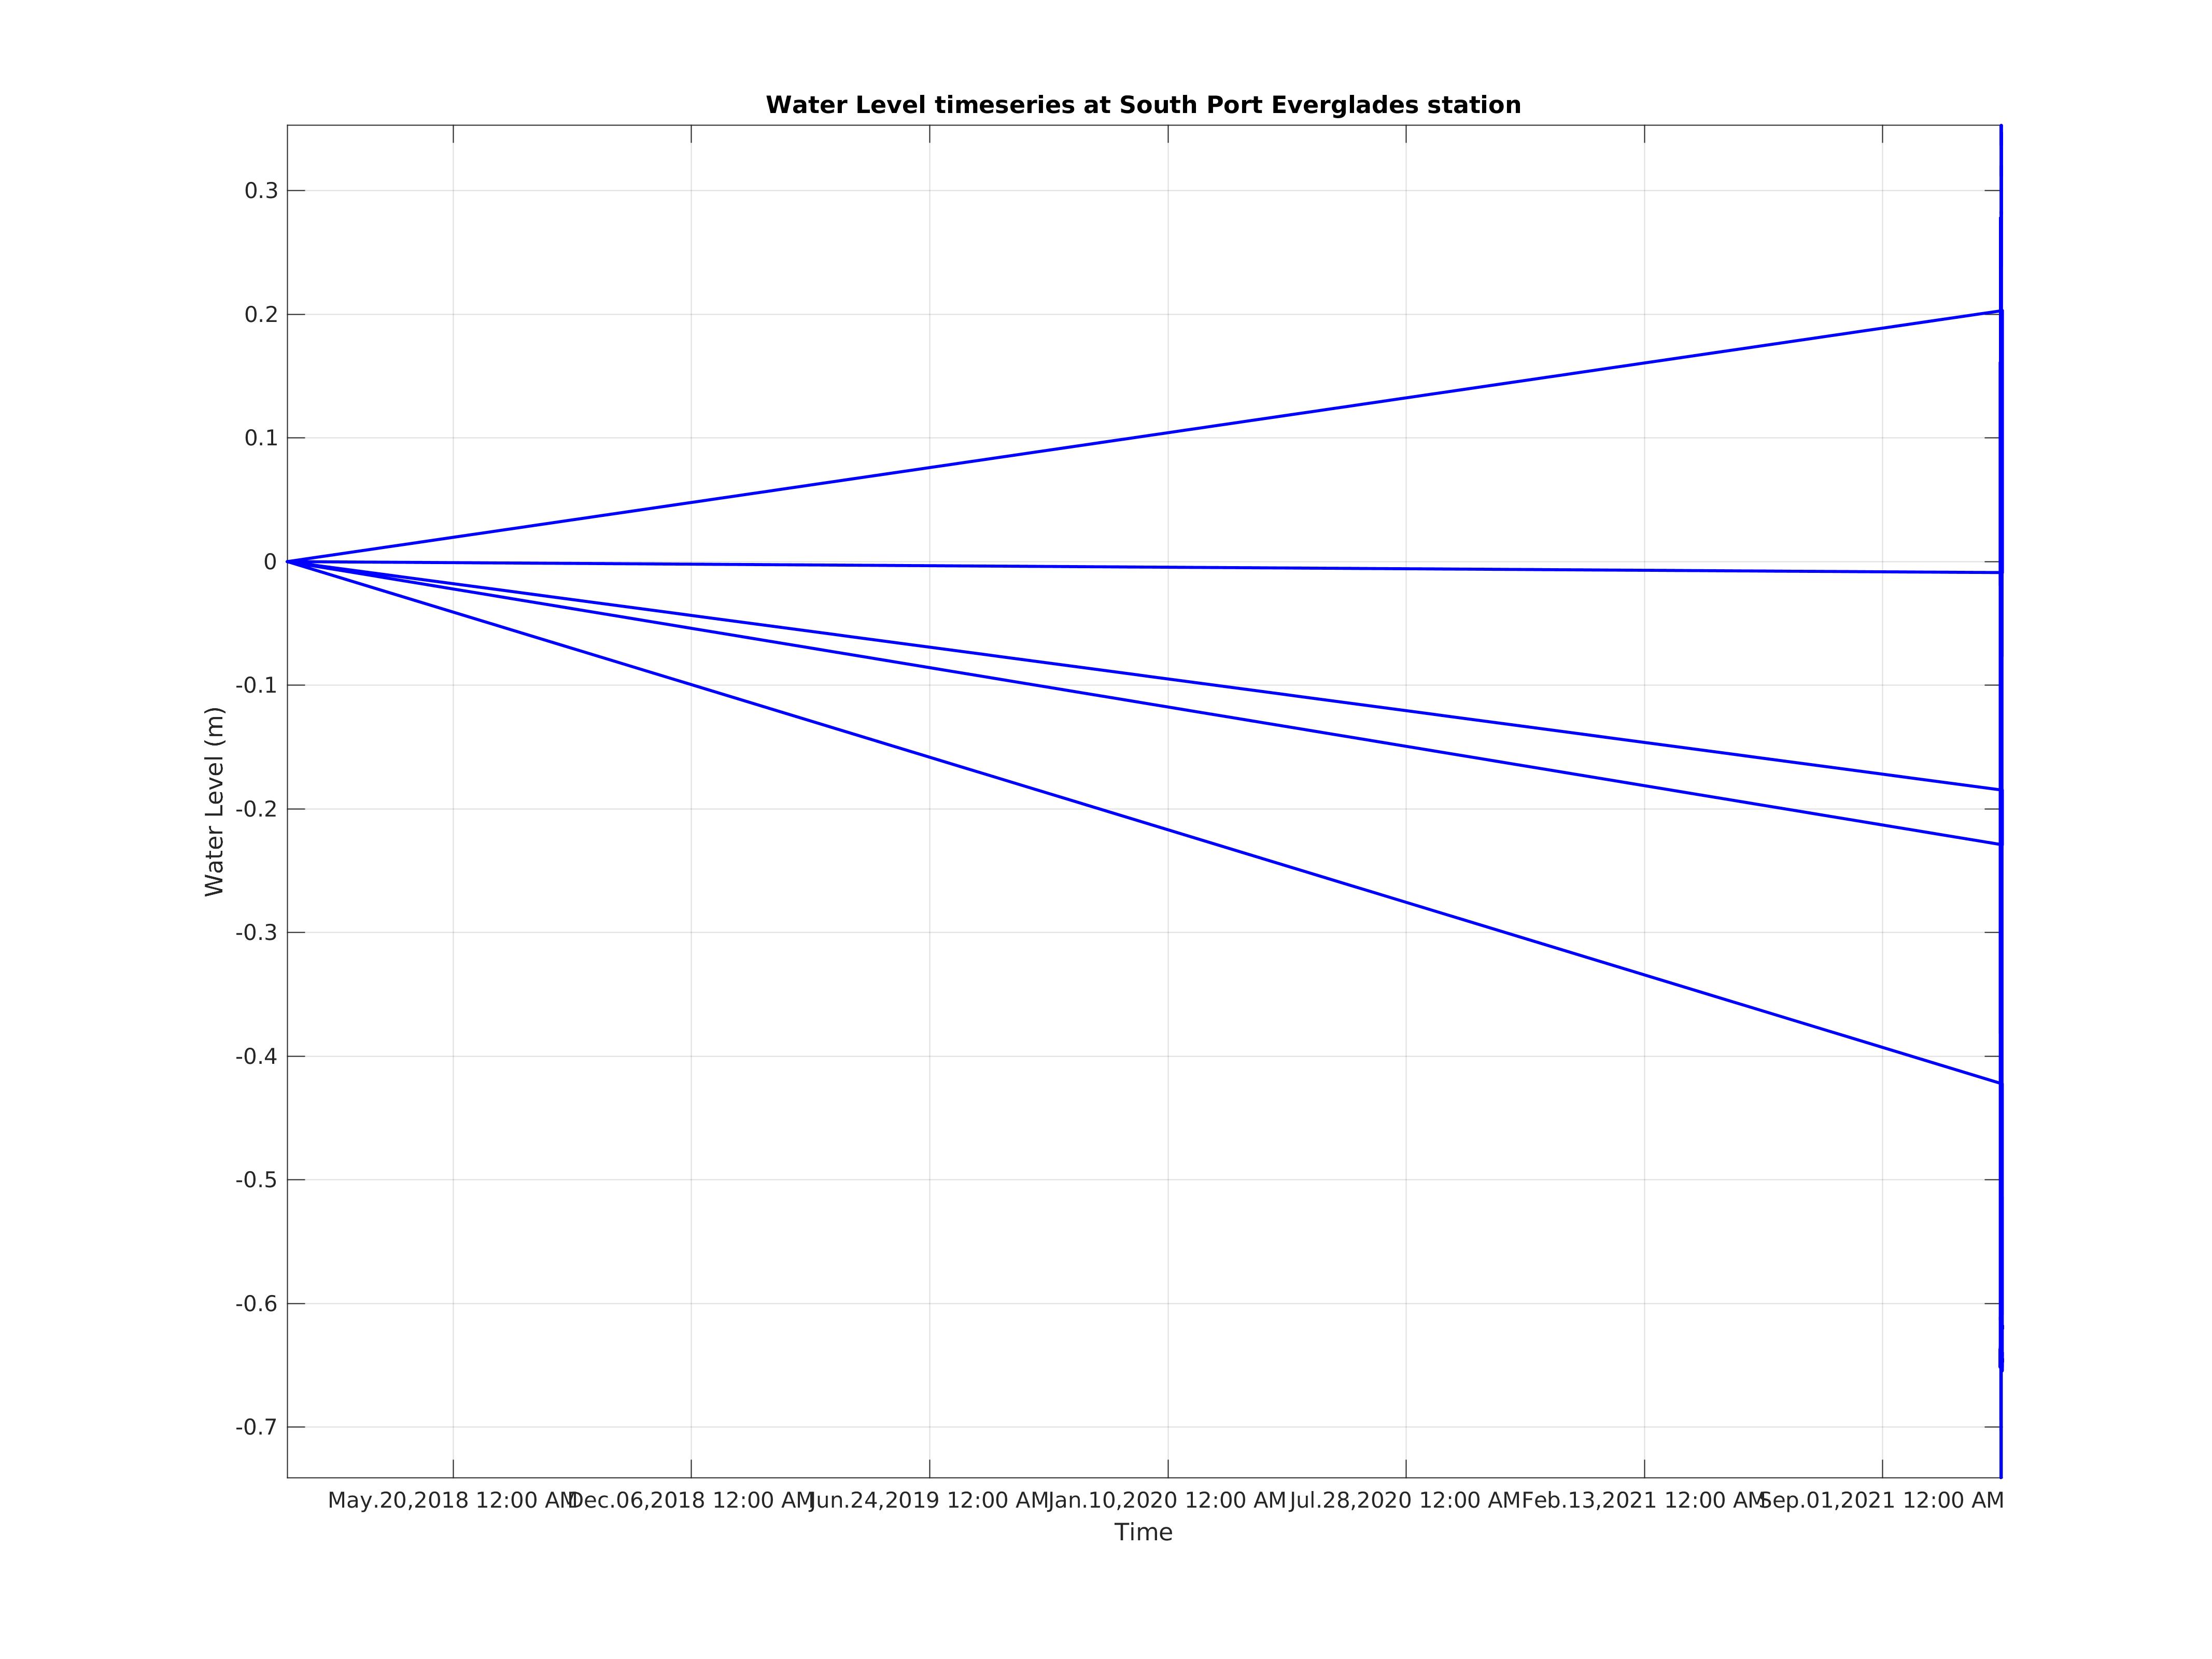 Water Level timeseries at South Port Everglades station
0.3
0.2
0.1
0
-0.1
-0.2
-0.3
-0.4
-0.5
-0.6
-0.7
Water Level (m)
May.20,2018 12:00 AM Dec.06,2018 12:00 AM Jun.24,2019 12:00 AM Jan.10,2020 12:00 AM Jul.28,2020 12:00 AM Feb.13,2021 12:00 AM Sep.01,2021 12:00 AM
Time